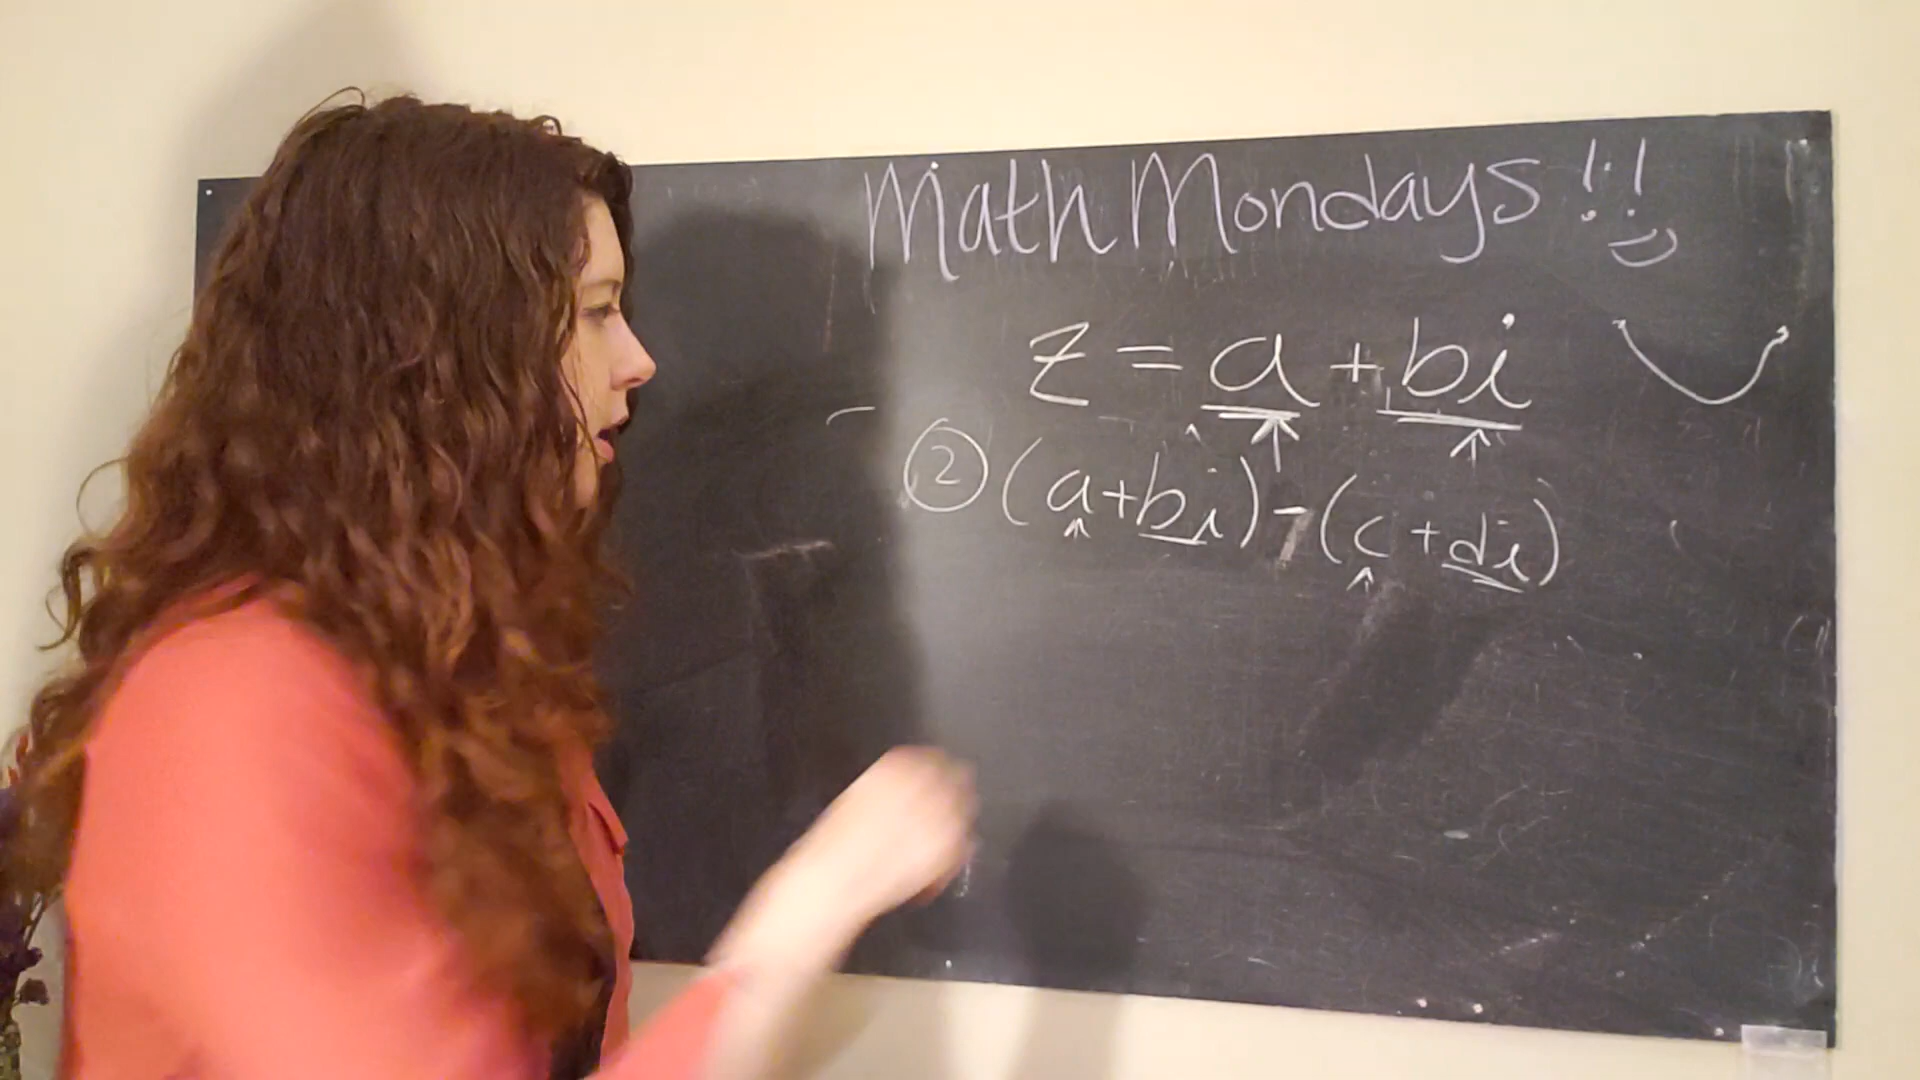 Math Mondays !! :)
z = a + bi
② (a+bi) - (c + di)